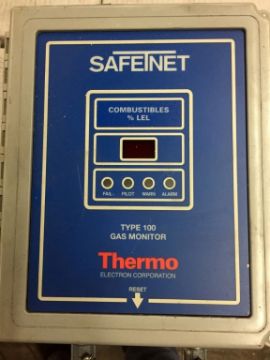 SAFETNET
COMBUSTIBLES
% LEL
FAIL PILOT WARN ALARM
TYPE 100
GAS MONITOR
Thermo
ELECTRON CORPORATION
RESET